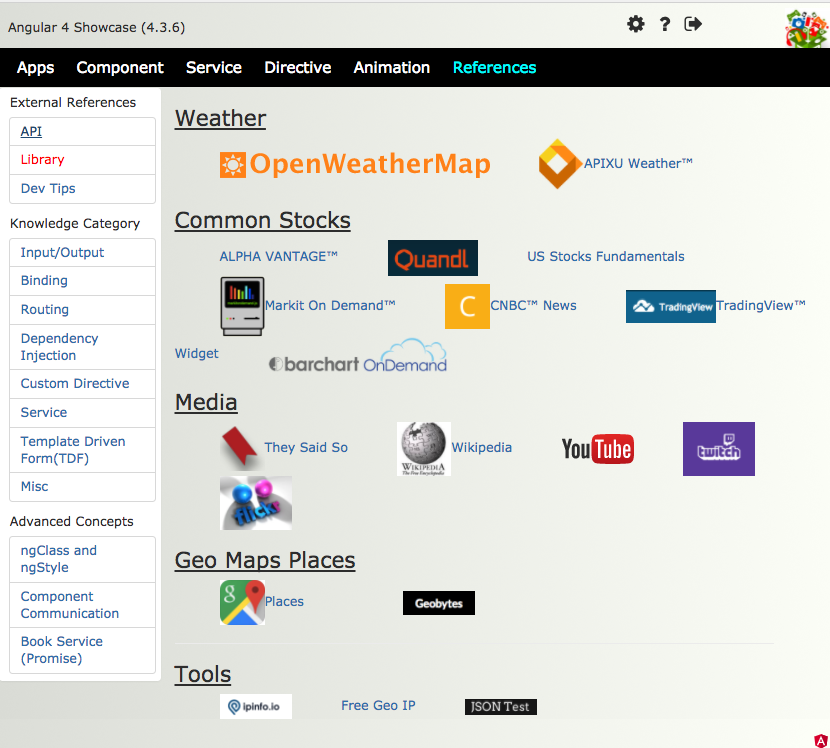 Angular 4 Showcase (4.3.6)
?
Apps Component Service Directive Animation References
External References
API
Library
Dev Tips
Knowledge Category
Input/Output
Binding
Routing
Dependency
Injection
Custom Directive
Service
Template Driven
Form(TDF)
Misc
Advanced Concepts
ngClass and
ngStyle
Component
Communication
Book Service
(Promise)
Weather
OpenWeatherMap APIXU Weather™
Common Stocks
ALPHA VANTAGE™ Quandl US Stocks Fundamentals
Markit On Demand™ C CNBC™ News TradingView TradingView™
Widget barchart OnDemand
Media
They Said So WIKIPEDIA The Free Encyclopedia Wikipedia YouTube twitch
flickr
Geo Maps Places
g Places Geobytes
Tools
ipinfo.io Free Geo IP JSON Test
A